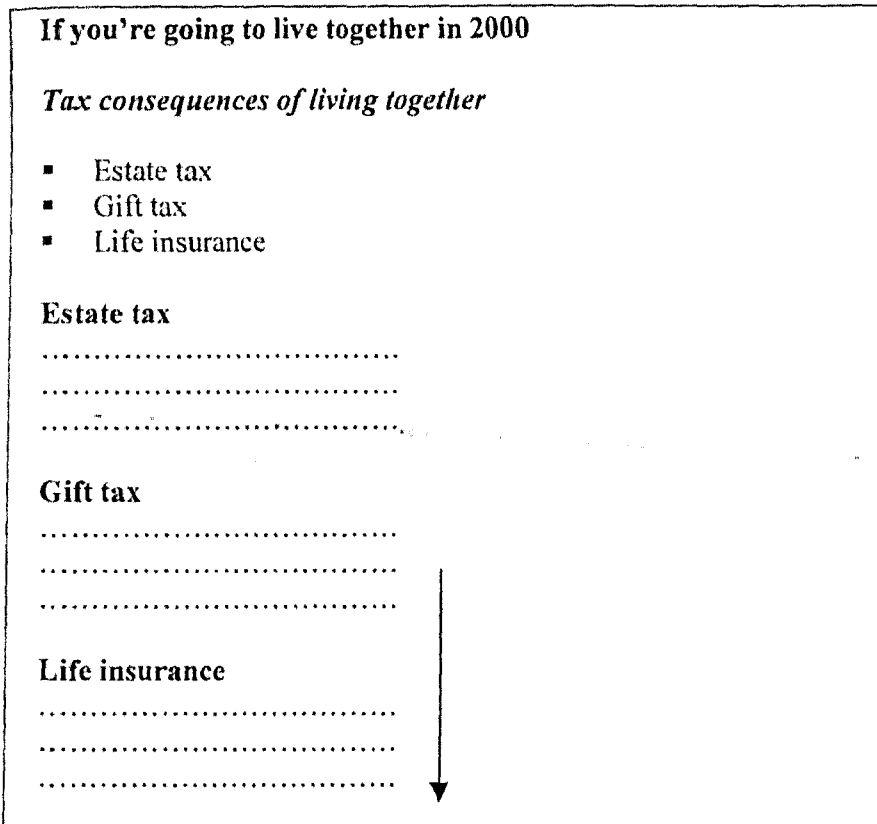 If you're going to live together in 2000
Tax consequences of living together
▪ Estate tax
▪ Gift tax
▪ Life insurance
Estate tax
...................................
...................................
...................................
Gift tax
...................................
...................................
...................................
Life insurance
...................................
...................................
...................................